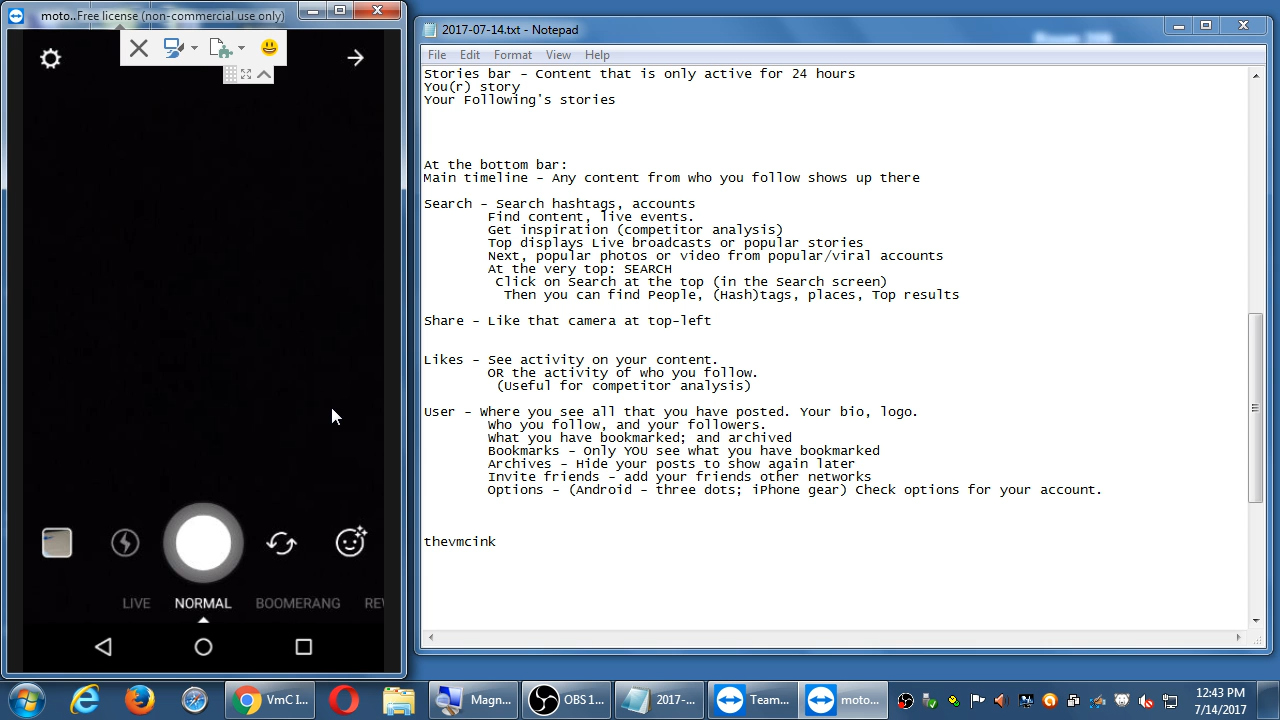 moto..Free license (non-commercial use only)
LIVE
NORMAL
BOOMERANG
REW
2017-07-14.txt - Notepad
File Edit Format View Help
Stories bar - Content that is only active for 24 hours
You(r) story
Your Following's stories
At the bottom bar:
Main timeline - Any content from who you follow shows up there
Search - Search hashtags, accounts
Find content, live events.
Get inspiration (competitor analysis)
Top displays Live broadcasts or popular stories
Next, popular photos or video from popular/viral accounts
At the very top: SEARCH
Click on Search at the top (in the Search screen)
Then you can find People, (Hash)tags, places, Top results
Share - Like that camera at top-left
Likes - See activity on your content.
OR the activity of who you follow.
(Useful for competitor analysis)
User - Where you see all that you have posted. Your bio, logo.
Who you follow, and your followers.
What you have bookmarked; and archived
Bookmarks - Only YOU see what you have bookmarked
Archives - Hide your posts to show again later
Invite friends - add your friends other networks
Options - (Android - three dots; iPhone gear) Check options for your account.
thevmcink
VmC I...
Magn...
OBS 1...
2017-...
Team...
moto...
12:43 PM
7/14/2017